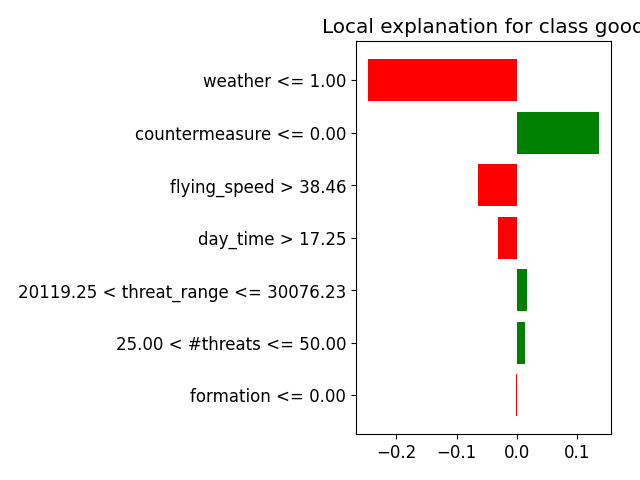 Local explanation for class good
weather <= 1.00
countermeasure <= 0.00
flying_speed > 38.46
day_time > 17.25
20119.25 < threat_range <= 30076.23
25.00 < #threats <= 50.00
formation <= 0.00
−0.2 −0.1 0.0 0.1